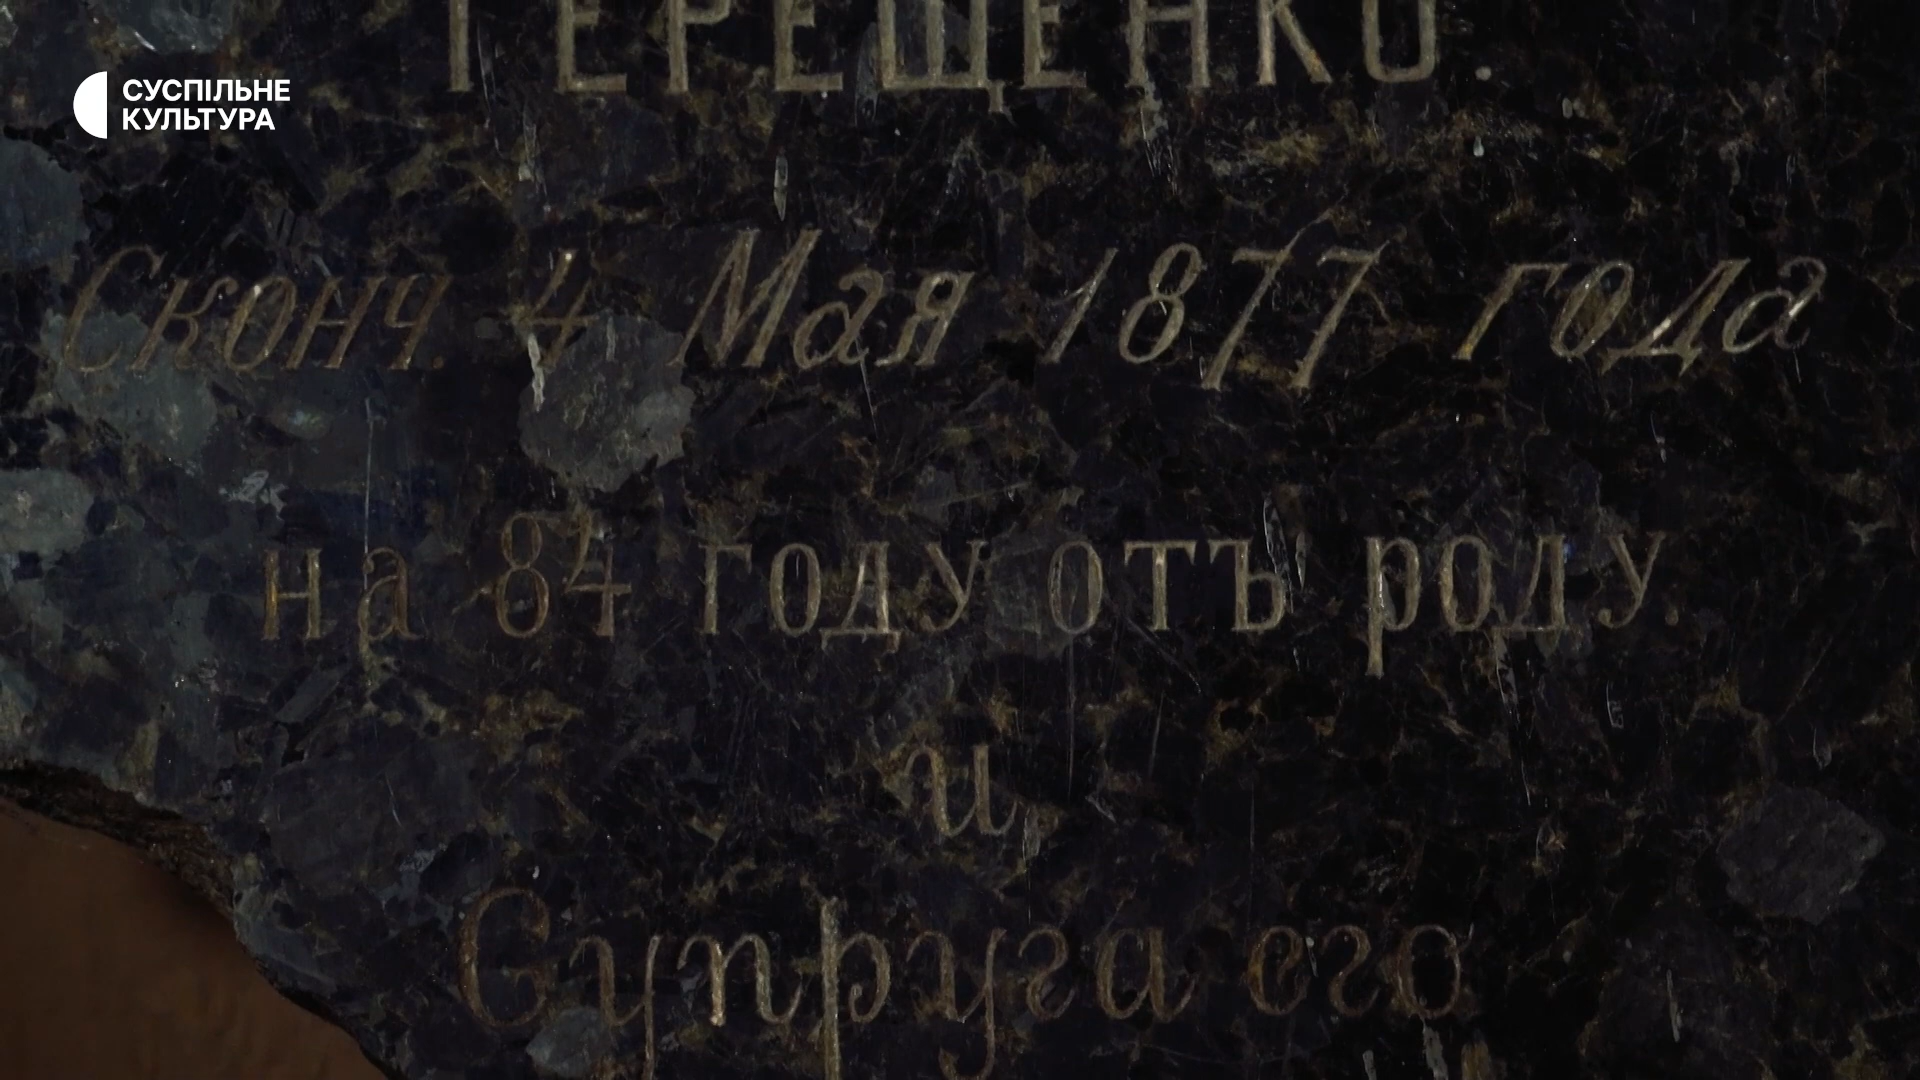 ТЕРЕЩЕНКО.
СУСПІЛЬНЕ
КУЛЬТУРА
Сконч. 4 Мая 1877 года
на 84 году отъ роду.
и
Супруга его